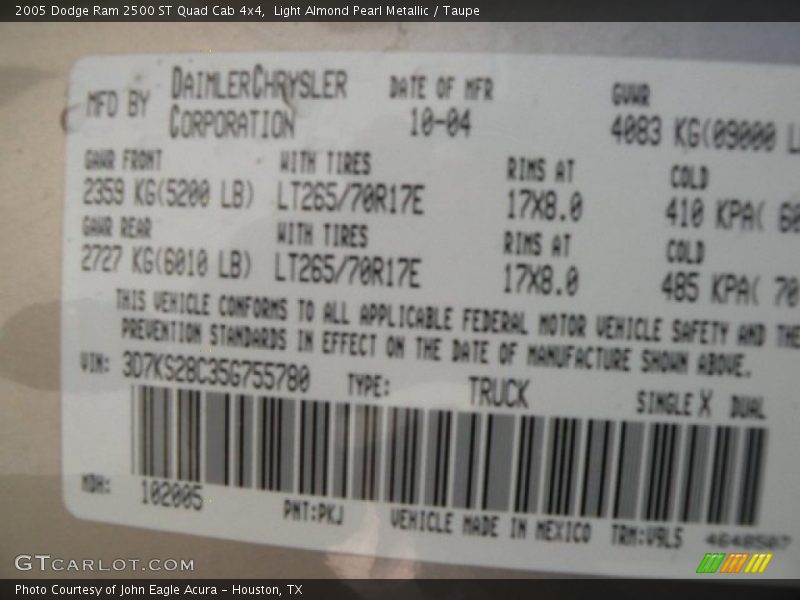 2005 Dodge Ram 2500 ST Quad Cab 4x4,  Light Almond Pearl Metallic / Taupe
MFD BY DAIMLERCHRYSLER CORPORATION DATE OF MFR 10-04 GVWR 4083 KG(09000 L
GAWR FRONT WITH TIRES RIMS AT COLD
2359 KG(5200 LB) LT265/70R17E 17X8.0 410 KPA( 60
GAWR REAR WITH TIRES RIMS AT COLD
2727 KG(6010 LB) LT265/70R17E 17X8.0 485 KPA( 70
THIS VEHICLE CONFORMS TO ALL APPLICABLE FEDERAL MOTOR VEHICLE SAFETY AND THE
PREVENTION STANDARDS IN EFFECT ON THE DATE OF MANUFACTURE SHOWN ABOVE.
VIN: 3D7KS28C35G755780 TYPE: TRUCK SINGLE X DUAL
MDH: 102005 PNT:PKJ VEHICLE MADE IN MEXICO TRM:V9L5
GTCARLOT.COM
Photo Courtesy of John Eagle Acura - Houston, TX